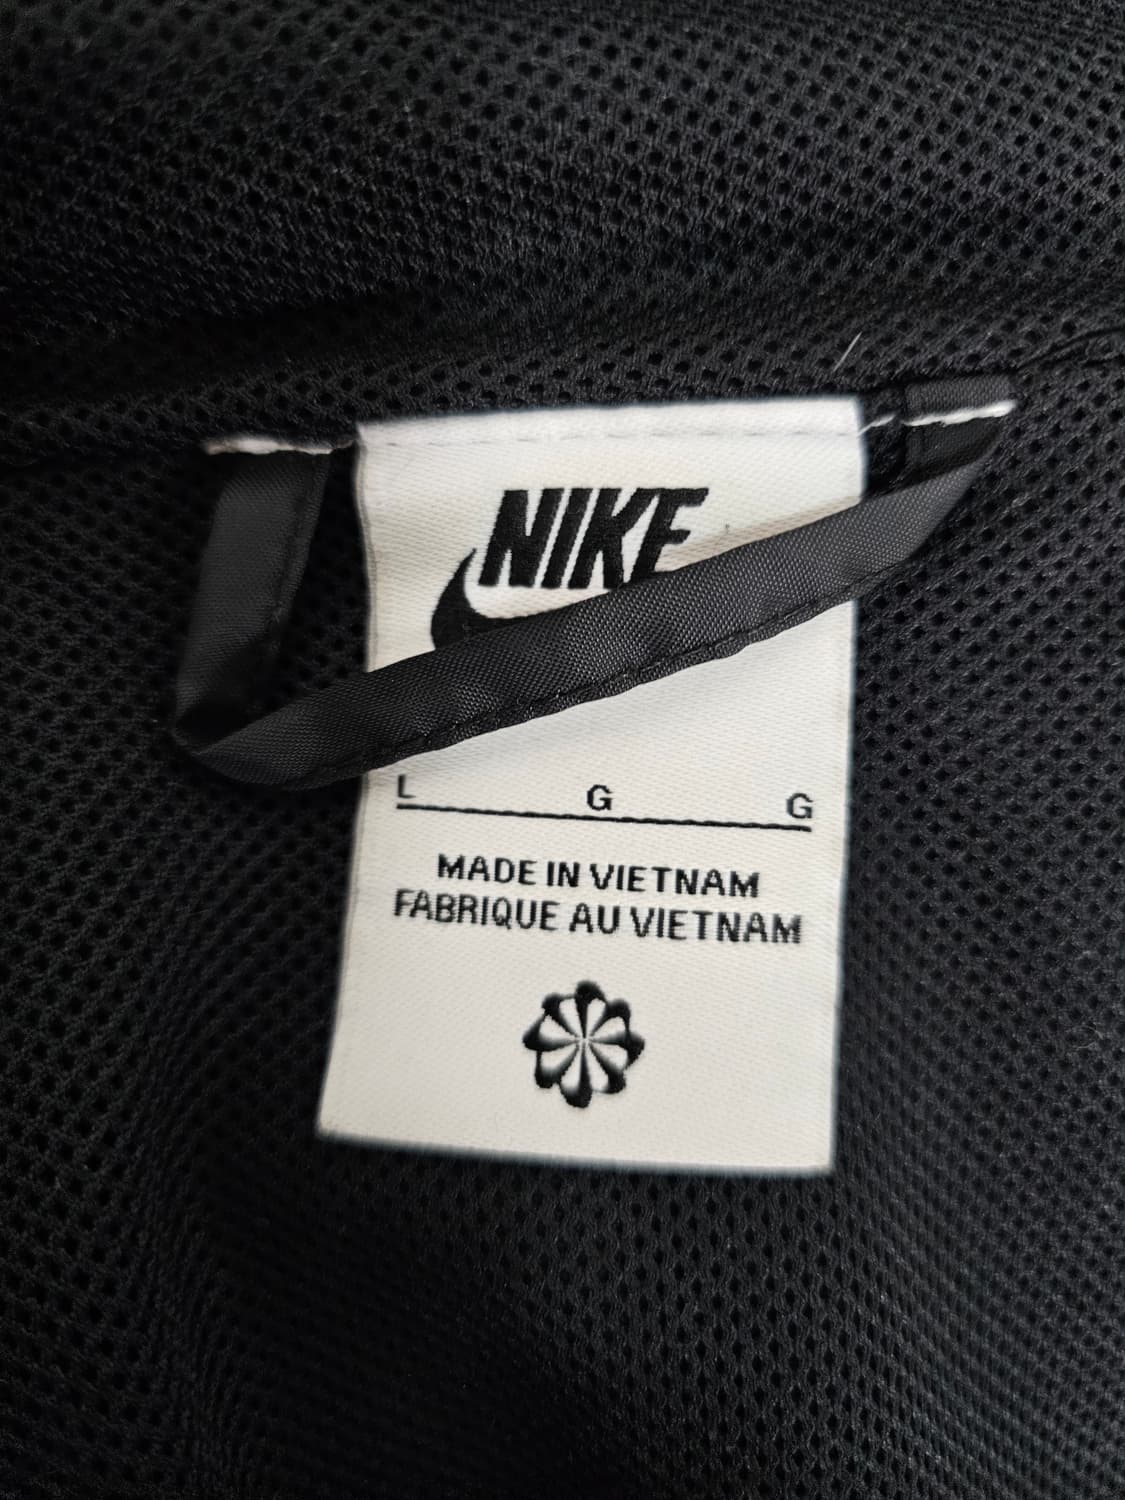 NIKE
L G G
MADE IN VIETNAM
FABRIQUE AU VIETNAM